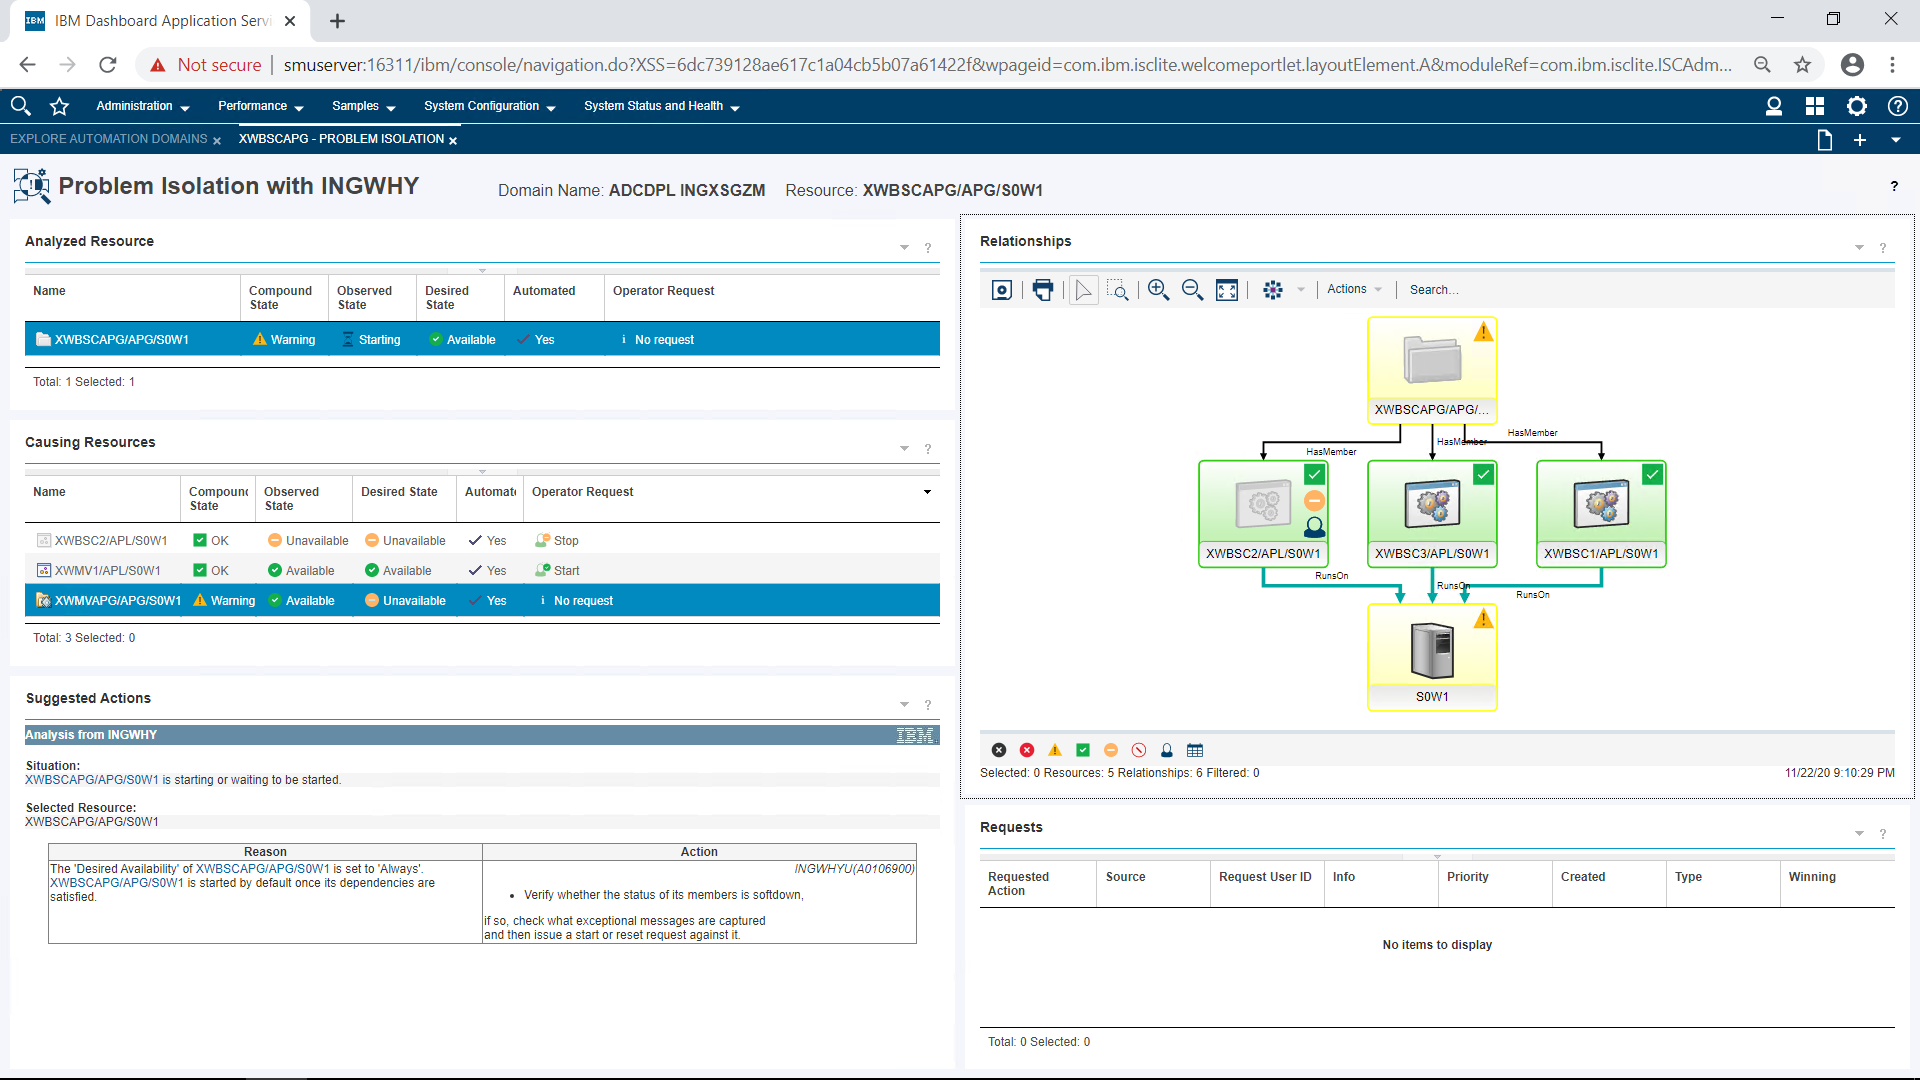 IBM Dashboard Application Servi
Not secure
smuserver:16311/ibm/console/navigation.do?XSS=6dc739128ae617c1a04cb5b07a61422f&wpageid=com.ibm.isclite.welcomeportlet.layoutElement.A&moduleRef=com.ibm.isclite.ISCAdm...
Administration Performance Samples System Configuration System Status and Health
EXPLORE AUTOMATION DOMAINS XWBSCAPG - PROBLEM ISOLATION
Problem Isolation with INGWHY
Domain Name: ADCDPL INGXSGZM Resource: XWBSCAPG/APG/S0W1
?
Analyzed Resource
?
Name Compound State Observed State Desired State Automated Operator Request
XWBSCAPG/APG/S0W1 Warning Starting Available Yes No request
Total: 1 Selected: 1
Causing Resources
?
Name Compound State Observed State Desired State Automate Operator Request
XWBSC2/APL/S0W1 OK Unavailable Unavailable Yes Stop
XWMV1/APL/S0W1 OK Available Available Yes Start
XWMVAPG/APG/S0W1 Warning Available Unavailable Yes No request
Total: 3 Selected: 0
Suggested Actions
?
Analysis from INGWHY
IBM.
Situation:
XWBSCAPG/APG/S0W1 is starting or waiting to be started.
Selected Resource:
XWBSCAPG/APG/S0W1
Reason
The 'Desired Availability' of XWBSCAPG/APG/S0W1 is set to 'Always'.
XWBSCAPG/APG/S0W1 is started by default once its dependencies are
satisfied.
Action
INGWHYU(A0106900)
• Verify whether the status of its members is softdown,
if so, check what exceptional messages are captured
and then issue a start or reset request against it.
Relationships
?
Actions
Search...
XWBSCAPG/APG/...
HasMember
HasMember
HasMember
XWBSC2/APL/S0W1
XWBSC3/APL/S0W1
XWBSC1/APL/S0W1
RunsOn
RunsOn
RunsOn
S0W1
Selected: 0 Resources: 5 Relationships: 6 Filtered: 0
11/22/20 9:10:29 PM
Requests
?
Requested Action Source Request User ID Info Priority Created Type Winning
No items to display
Total: 0 Selected: 0